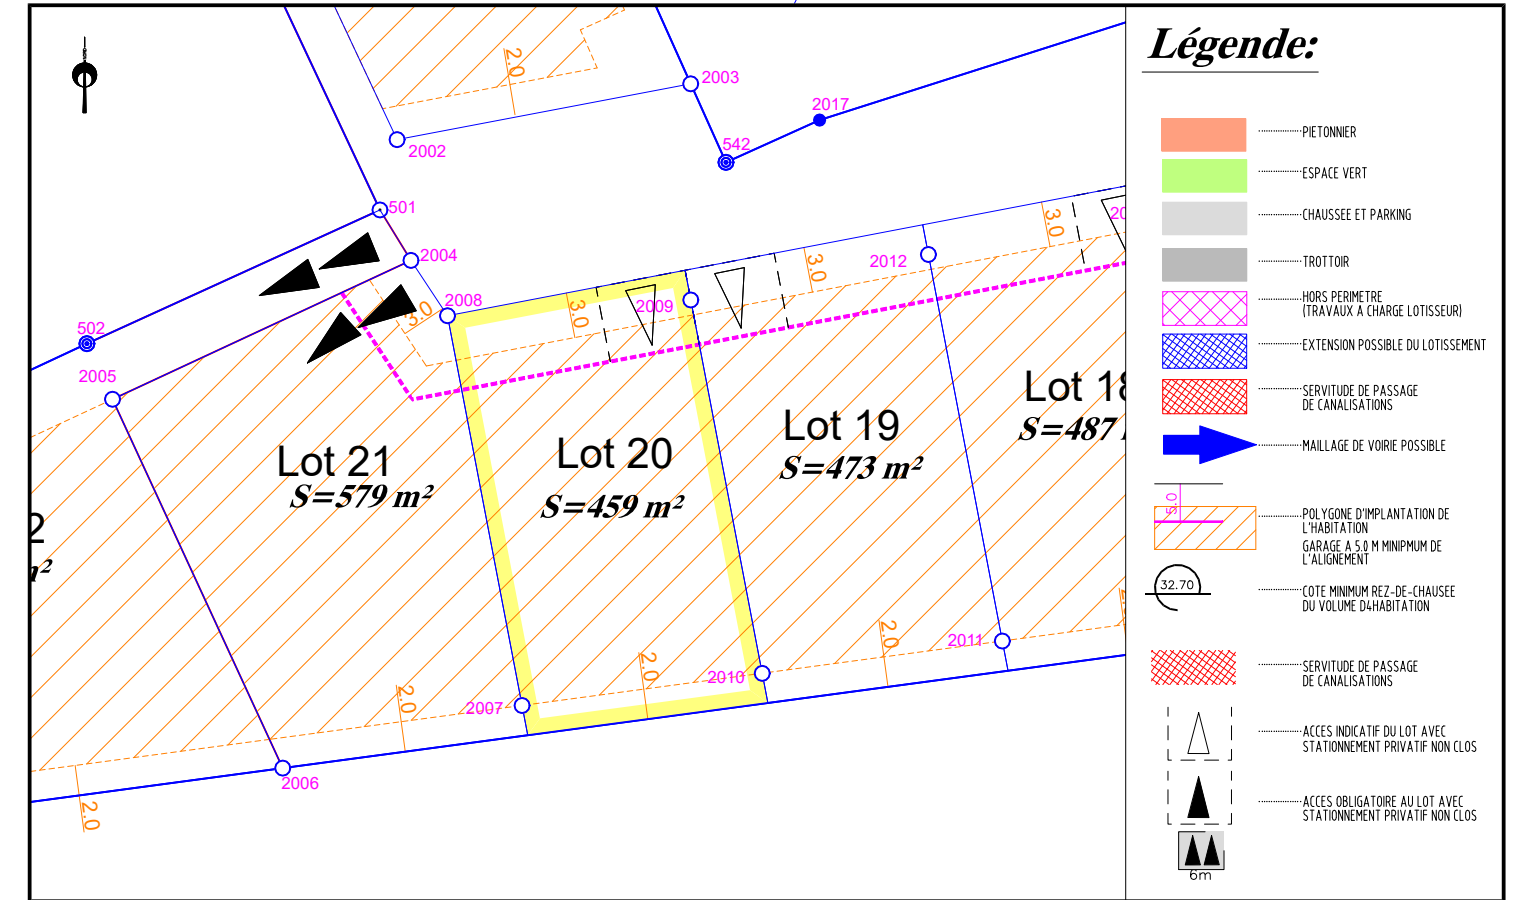 2.0
2003
2017
542
2002
501
2004
3.0
2012
3.0
20
3.0
2008
3.0
2009
502
2005
Lot 18
S=487
Lot 19
S=473 m²
Lot 20
S=459 m²
Lot 21
S=579 m²
2
m²
2.0
2011
2.0
2010
2.0
2007
2006
2.0
Légende:
PIETONNIER
ESPACE VERT
CHAUSSEE ET PARKING
TROTTOIR
HORS PERIMETRE
(TRAVAUX A CHARGE LOTISSEUR)
EXTENSION POSSIBLE DU LOTISSEMENT
SERVITUDE DE PASSAGE
DE CANALISATIONS
MAILLAGE DE VOIRIE POSSIBLE
5.0
POLYGONE D'IMPLANTATION DE
L'HABITATION
GARAGE A 5.0 M MINIPMUM DE
L'ALIGNEMENT
32.70
COTE MINIMUM REZ-DE-CHAUSEE
DU VOLUME D4HABITATION
SERVITUDE DE PASSAGE
DE CANALISATIONS
ACCES INDICATIF DU LOT AVEC
STATIONNEMENT PRIVATIF NON CLOS
ACCES OBLIGATOIRE AU LOT AVEC
STATIONNEMENT PRIVATIF NON CLOS
6m